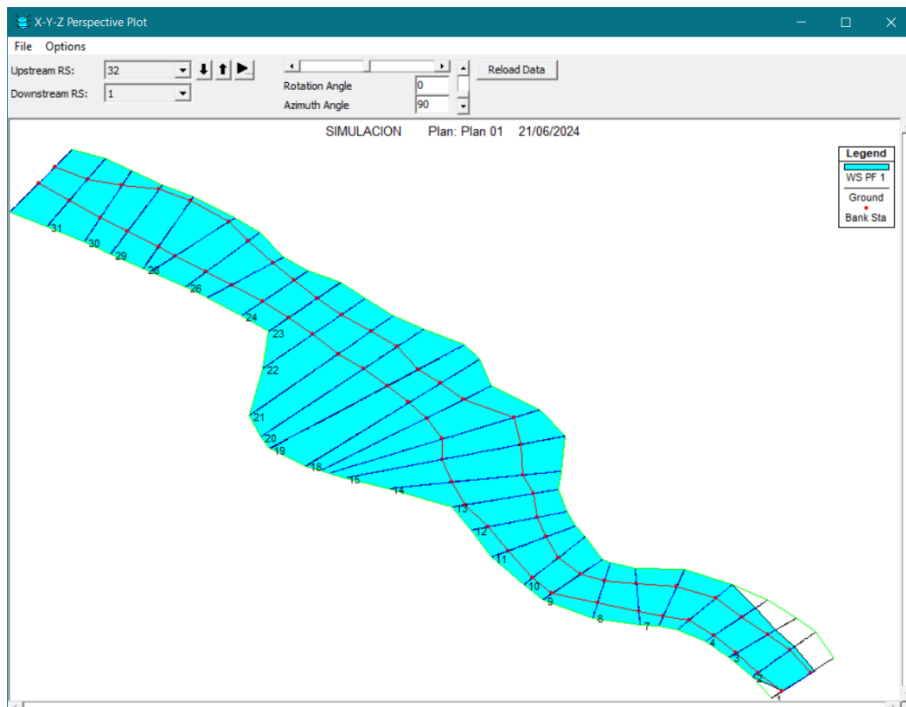 X-Y-Z Perspective Plot
File Options
Upstream RS: 32
Downstream RS: 1
Rotation Angle 0
Azimuth Angle 90
Reload Data
SIMULACION Plan: Plan 01 21/06/2024
Legend
WS PF 1
Ground
Bank Sta
31
30
29
28
26
24
23
22
21
20
19
18
15
14
13
12
11
10
9
8
7
4
3
2
1